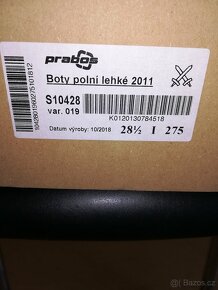 prabos
Boty polní lehké 2011
S10428
var. 019
K0120130784518
Datum výroby: 10/2018
28½ I 275
Bazoš.cz